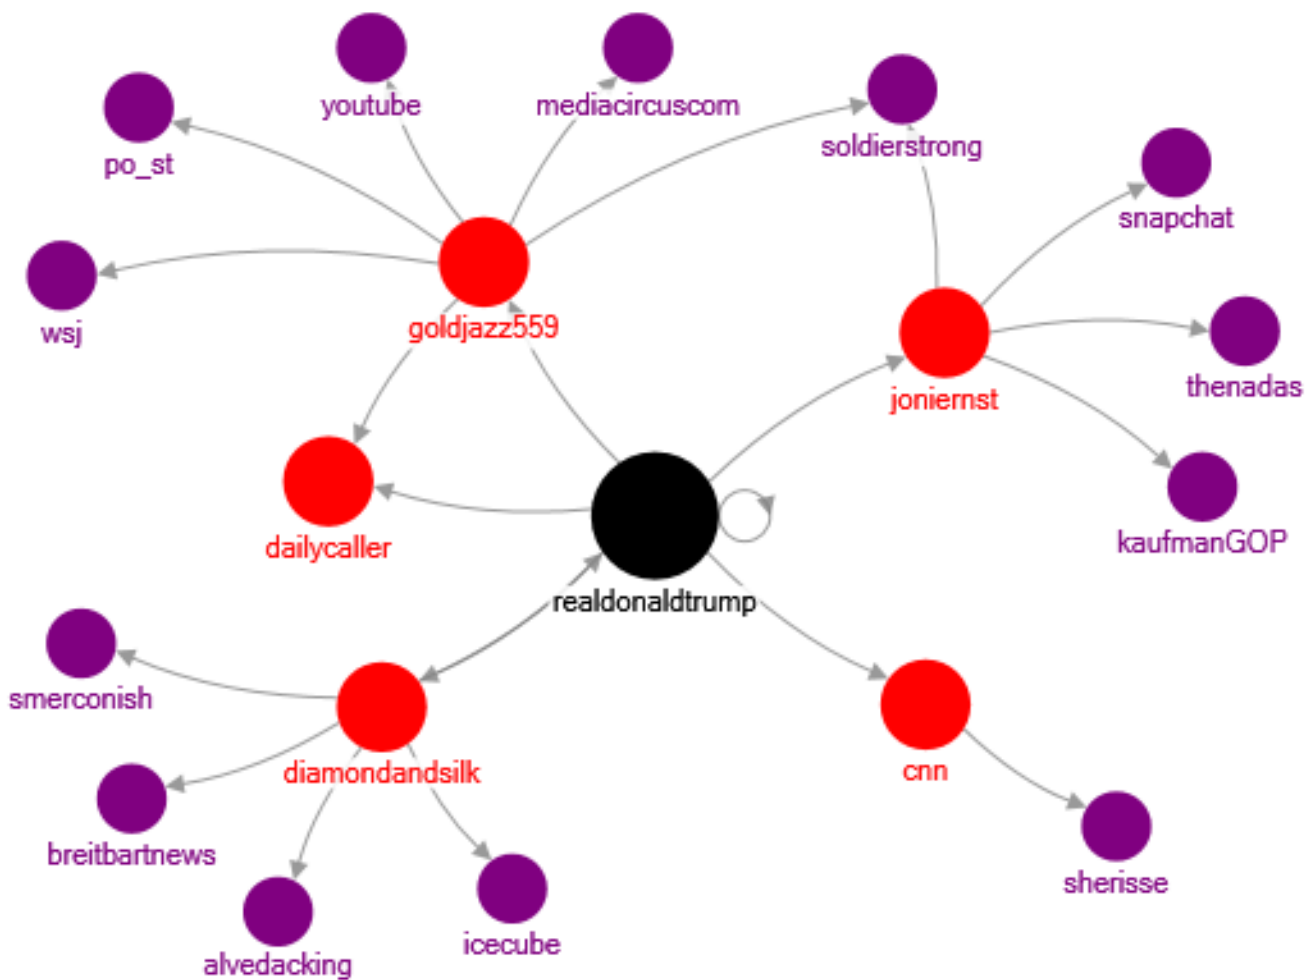 youtube
mediacircuscom
po_st
soldierstrong
snapchat
wsj
goldjazz559
thenadas
joniernst
dailycaller
kaufmanGOP
realdonaldtrump
smerconish
diamondandsilk
cnn
breitbartnews
sherisse
icecube
alvedacking